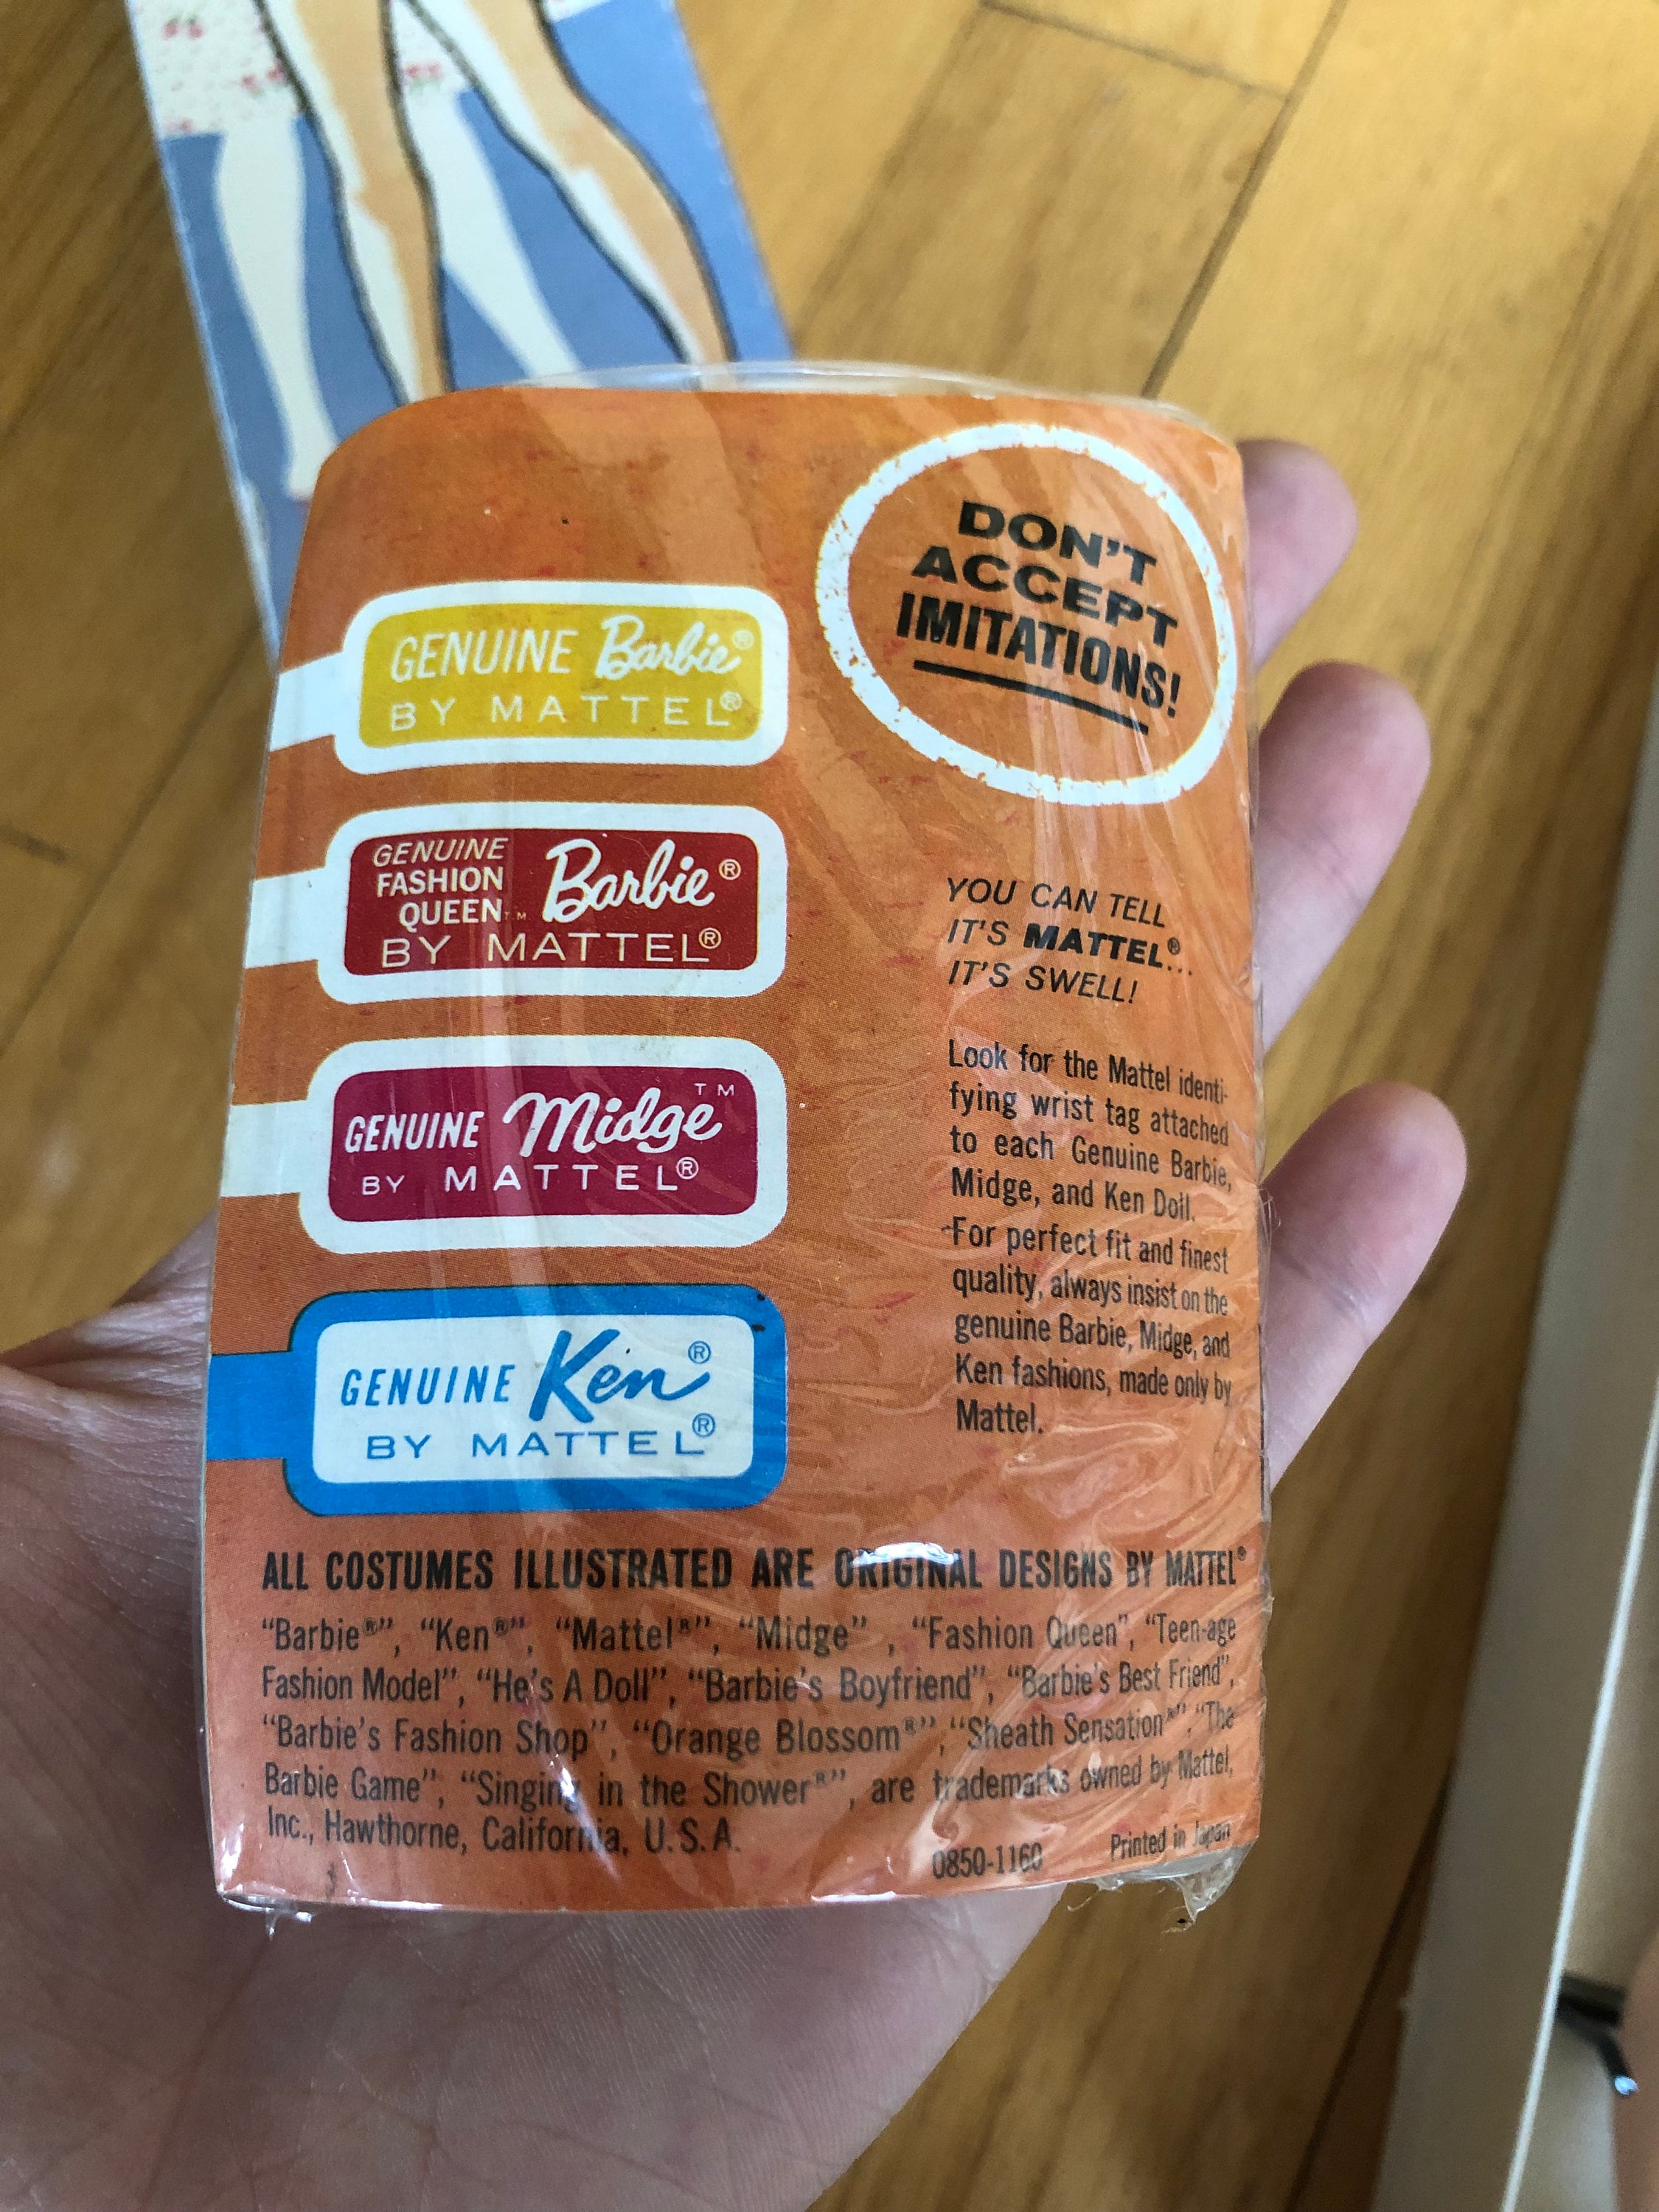 DON'T
ACCEPT
IMITATIONS!
GENUINE Barbie®
BY MATTEL®
GENUINE
FASHION
QUEEN™ Barbie®
BY MATTEL®
GENUINE Midge™
BY MATTEL®
GENUINE Ken®
BY MATTEL®
YOU CAN TELL
IT'S MATTEL®...
IT'S SWELL!
Look for the Mattel identi-
fying wrist tag attached
to each Genuine Barbie,
Midge, and Ken Doll.
For perfect fit and finest
quality, always insist on the
genuine Barbie, Midge, and
Ken fashions, made only by
Mattel.
ALL COSTUMES ILLUSTRATED ARE ORIGINAL DESIGNS BY MATTEL®
“Barbie®”, “Ken®”, “Mattel®”, “Midge” , “Fashion Queen”, “Teen-age
Fashion Model”, “He's A Doll”, “Barbie's Boyfriend”, “Barbie's Best Friend”,
“Barbie's Fashion Shop”, “Orange Blossom®”, “Sheath Sensation®”, “The
Barbie Game”, “Singing in the Shower®”, are trademarks owned by Mattel,
Inc., Hawthorne, California, U.S.A.
0850-1160 Printed in Japan